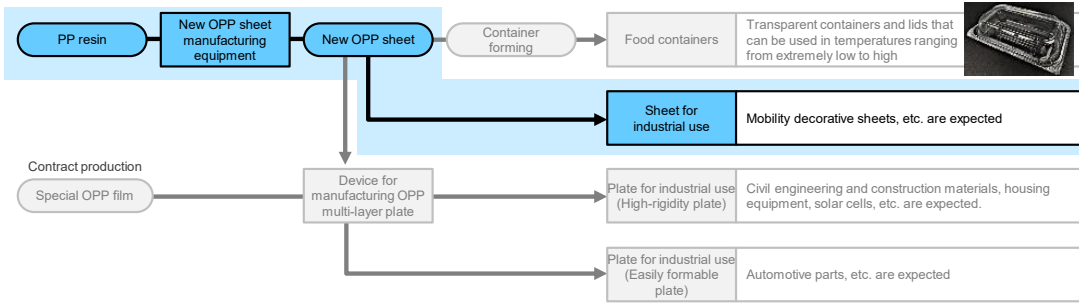 PP resin
New OPP sheet
manufacturing
equipment
New OPP sheet
Container
forming
Food containers
Transparent containers and lids that
can be used in temperatures ranging
from extremely low to high
Sheet for
industrial use
Mobility decorative sheets, etc. are expected
Contract production
Special OPP film
Device for
manufacturing OPP
multi-layer plate
Plate for industrial use
(High-rigidity plate)
Civil engineering and construction materials, housing
equipment, solar cells, etc. are expected.
Plate for industrial use
(Easily formable
plate)
Automotive parts, etc. are expected